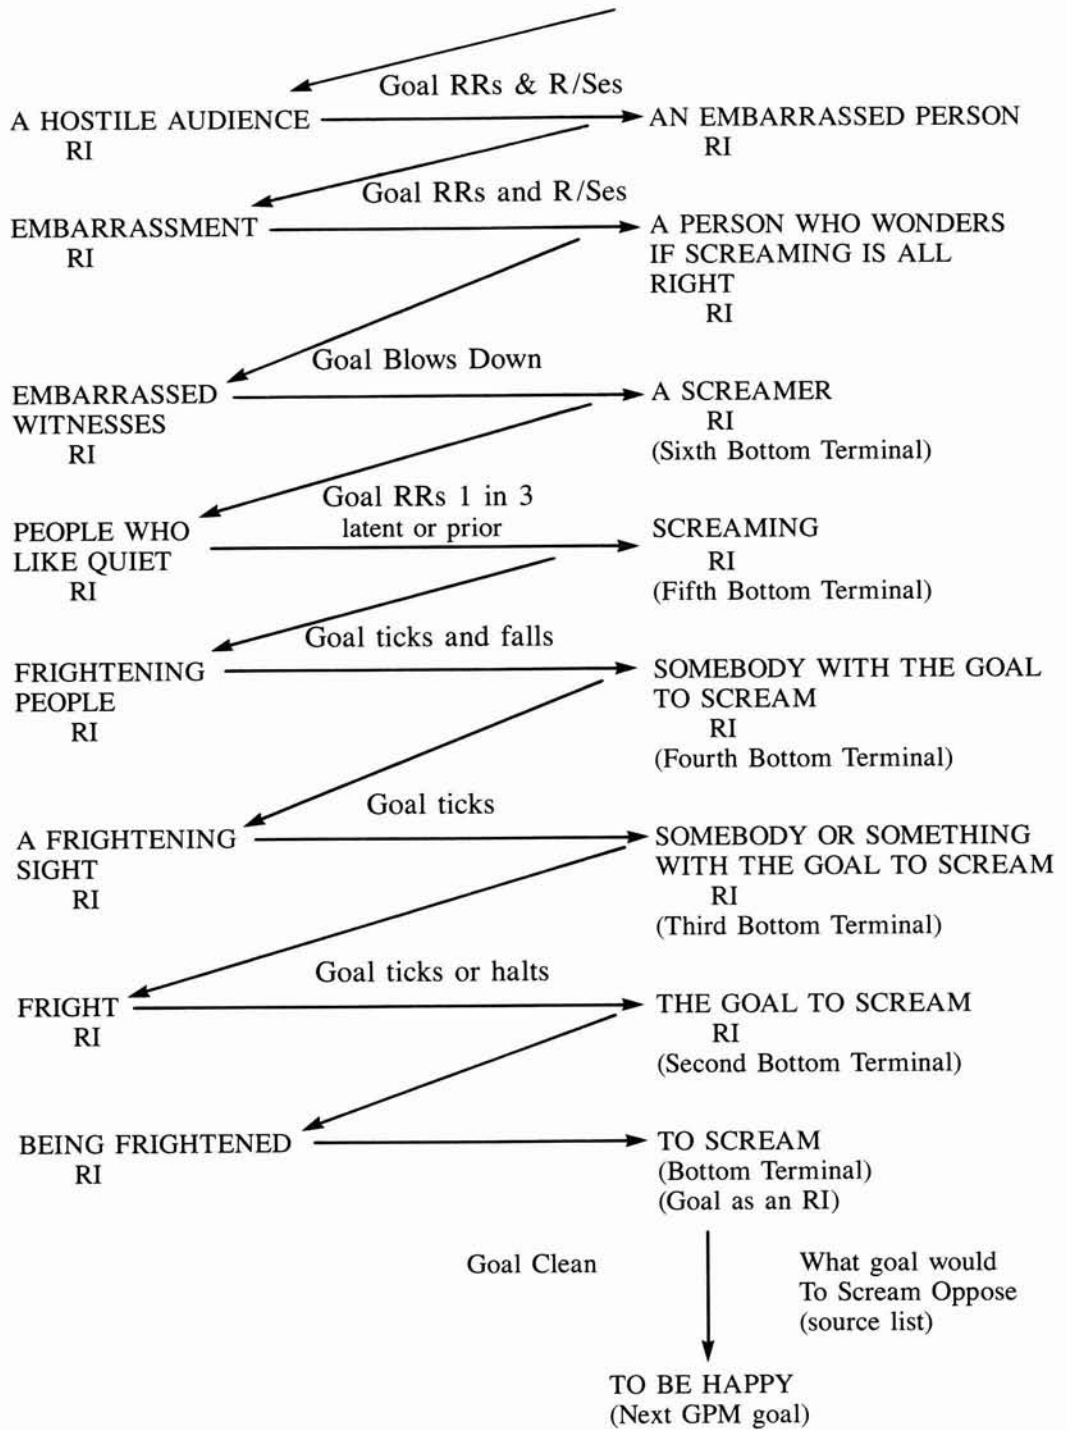 Goal RRs & R/Ses
A HOSTILE AUDIENCE
RI
AN EMBARRASSED PERSON
RI
Goal RRs and R/Ses
EMBARRASSMENT
RI
A PERSON WHO WONDERS
IF SCREAMING IS ALL
RIGHT
RI
Goal Blows Down
EMBARRASSED
WITNESSES
RI
A SCREAMER
RI
(Sixth Bottom Terminal)
Goal RRs 1 in 3
latent or prior
PEOPLE WHO
LIKE QUIET
RI
SCREAMING
RI
(Fifth Bottom Terminal)
Goal ticks and falls
FRIGHTENING
PEOPLE
RI
SOMEBODY WITH THE GOAL
TO SCREAM
RI
(Fourth Bottom Terminal)
Goal ticks
A FRIGHTENING
SIGHT
RI
SOMEBODY OR SOMETHING
WITH THE GOAL TO SCREAM
RI
(Third Bottom Terminal)
Goal ticks or halts
FRIGHT
RI
THE GOAL TO SCREAM
RI
(Second Bottom Terminal)
BEING FRIGHTENED
RI
TO SCREAM
(Bottom Terminal)
(Goal as an RI)
Goal Clean
What goal would
To Scream Oppose
(source list)
TO BE HAPPY
(Next GPM goal)